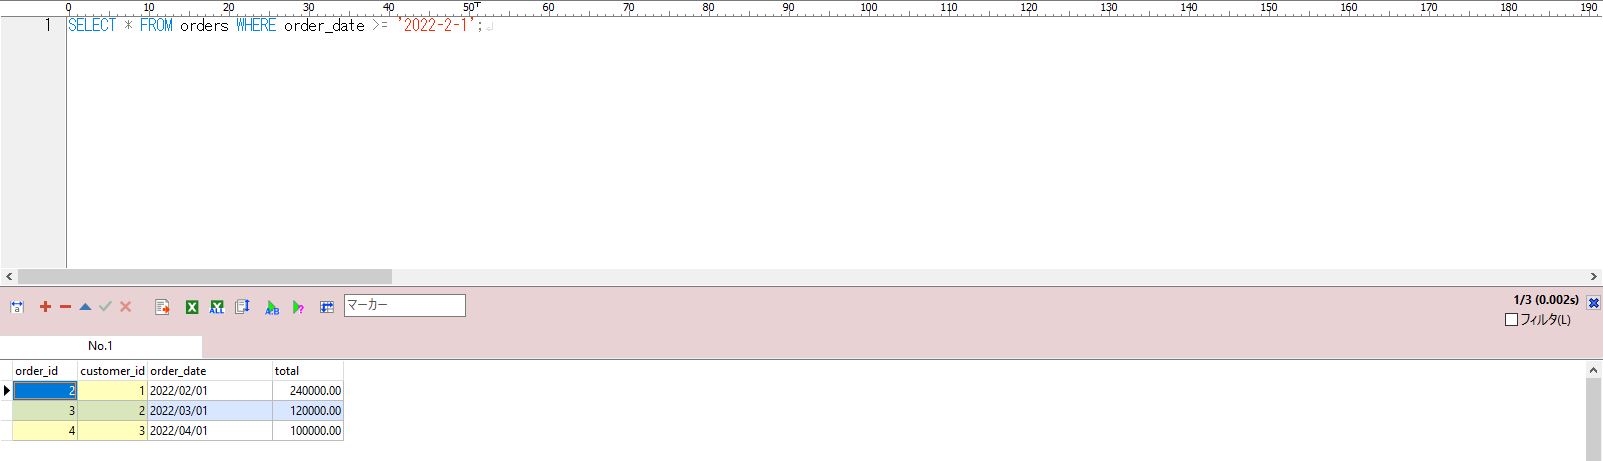 0 10 20 30 40 50 60 70 80 90 100 110 120 130 140 150 160 170 180 190
1 SELECT * FROM orders WHERE order_date >= '2022-2-1';
a X X ALL A:B ? マーカー 1/3 (0.002s)
フィルタ(L)
No.1
order_id customer_id order_date total
2 1 2022/02/01 240000.00
3 2 2022/03/01 120000.00
4 3 2022/04/01 100000.00